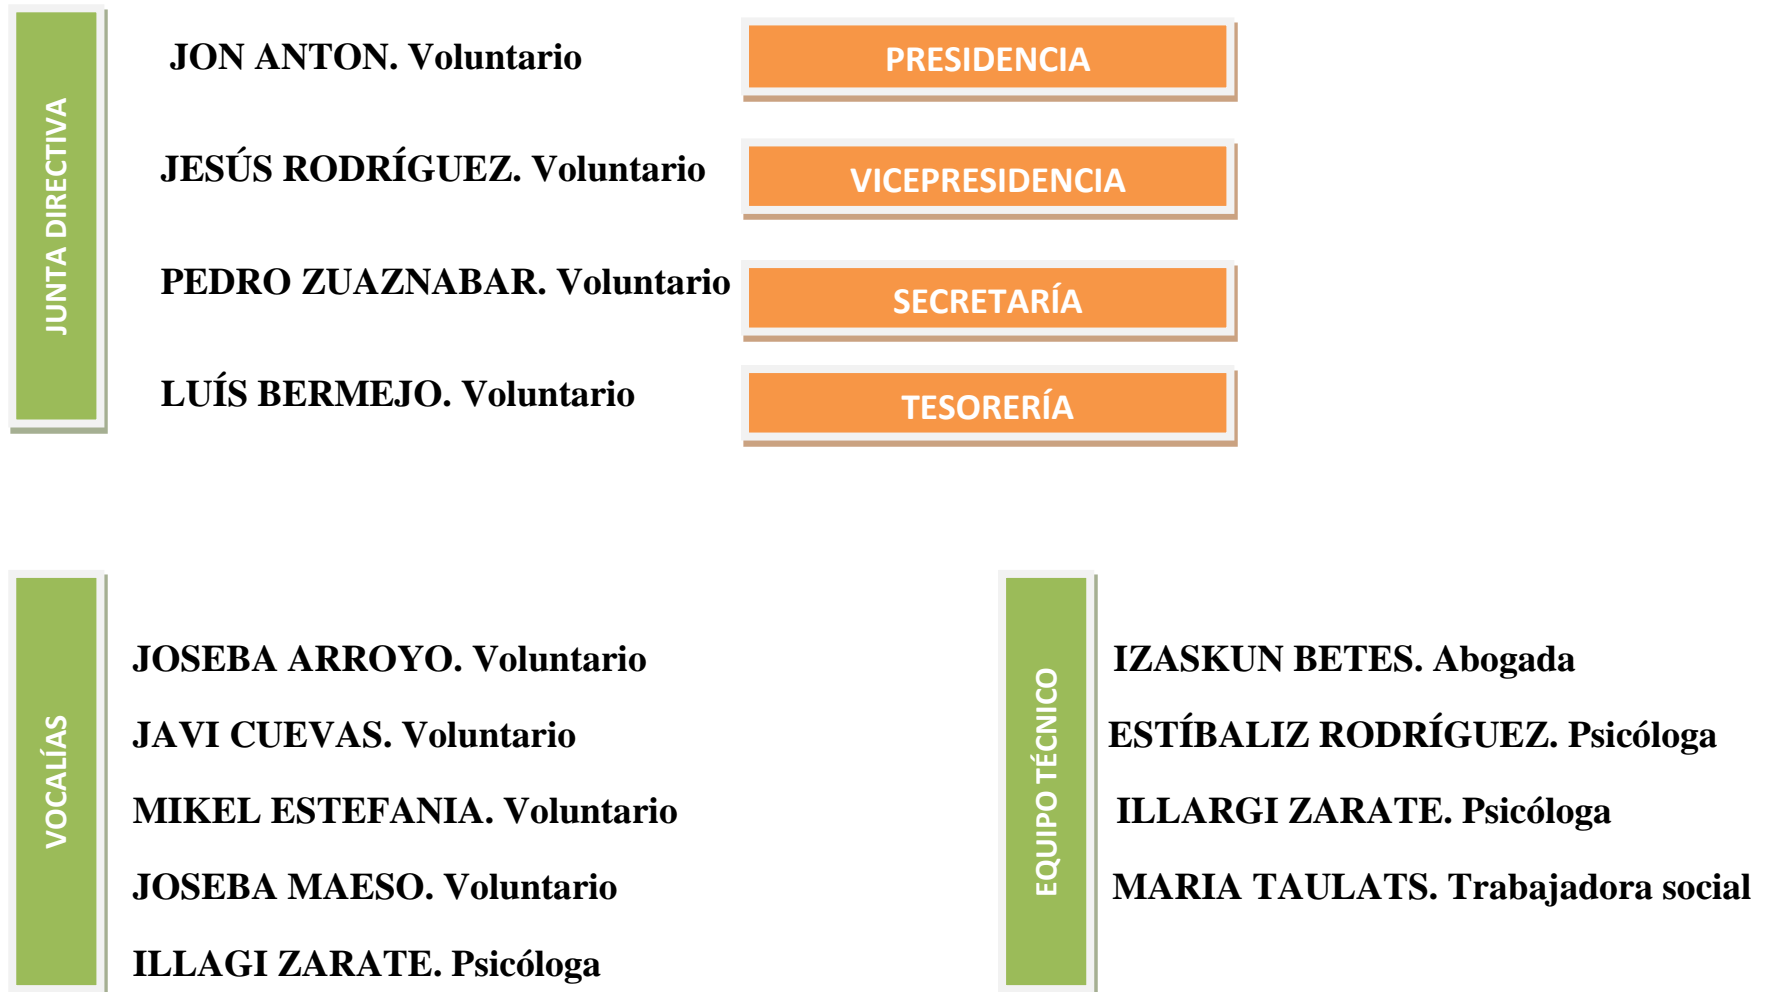 JUNTA DIRECTIVA
JON ANTON. Voluntario
PRESIDENCIA
JESÚS RODRÍGUEZ. Voluntario
VICEPRESIDENCIA
PEDRO ZUAZNABAR. Voluntario
SECRETARÍA
LUÍS BERMEJO. Voluntario
TESORERÍA
VOCALÍAS
JOSEBA ARROYO. Voluntario
JAVI CUEVAS. Voluntario
MIKEL ESTEFANIA. Voluntario
JOSEBA MAESO. Voluntario
ILLAGI ZARATE. Psicóloga
EQUIPO TÉCNICO
IZASKUN BETES. Abogada
ESTÍBALIZ RODRÍGUEZ. Psicóloga
ILLARGI ZARATE. Psicóloga
MARIA TAULATS. Trabajadora social